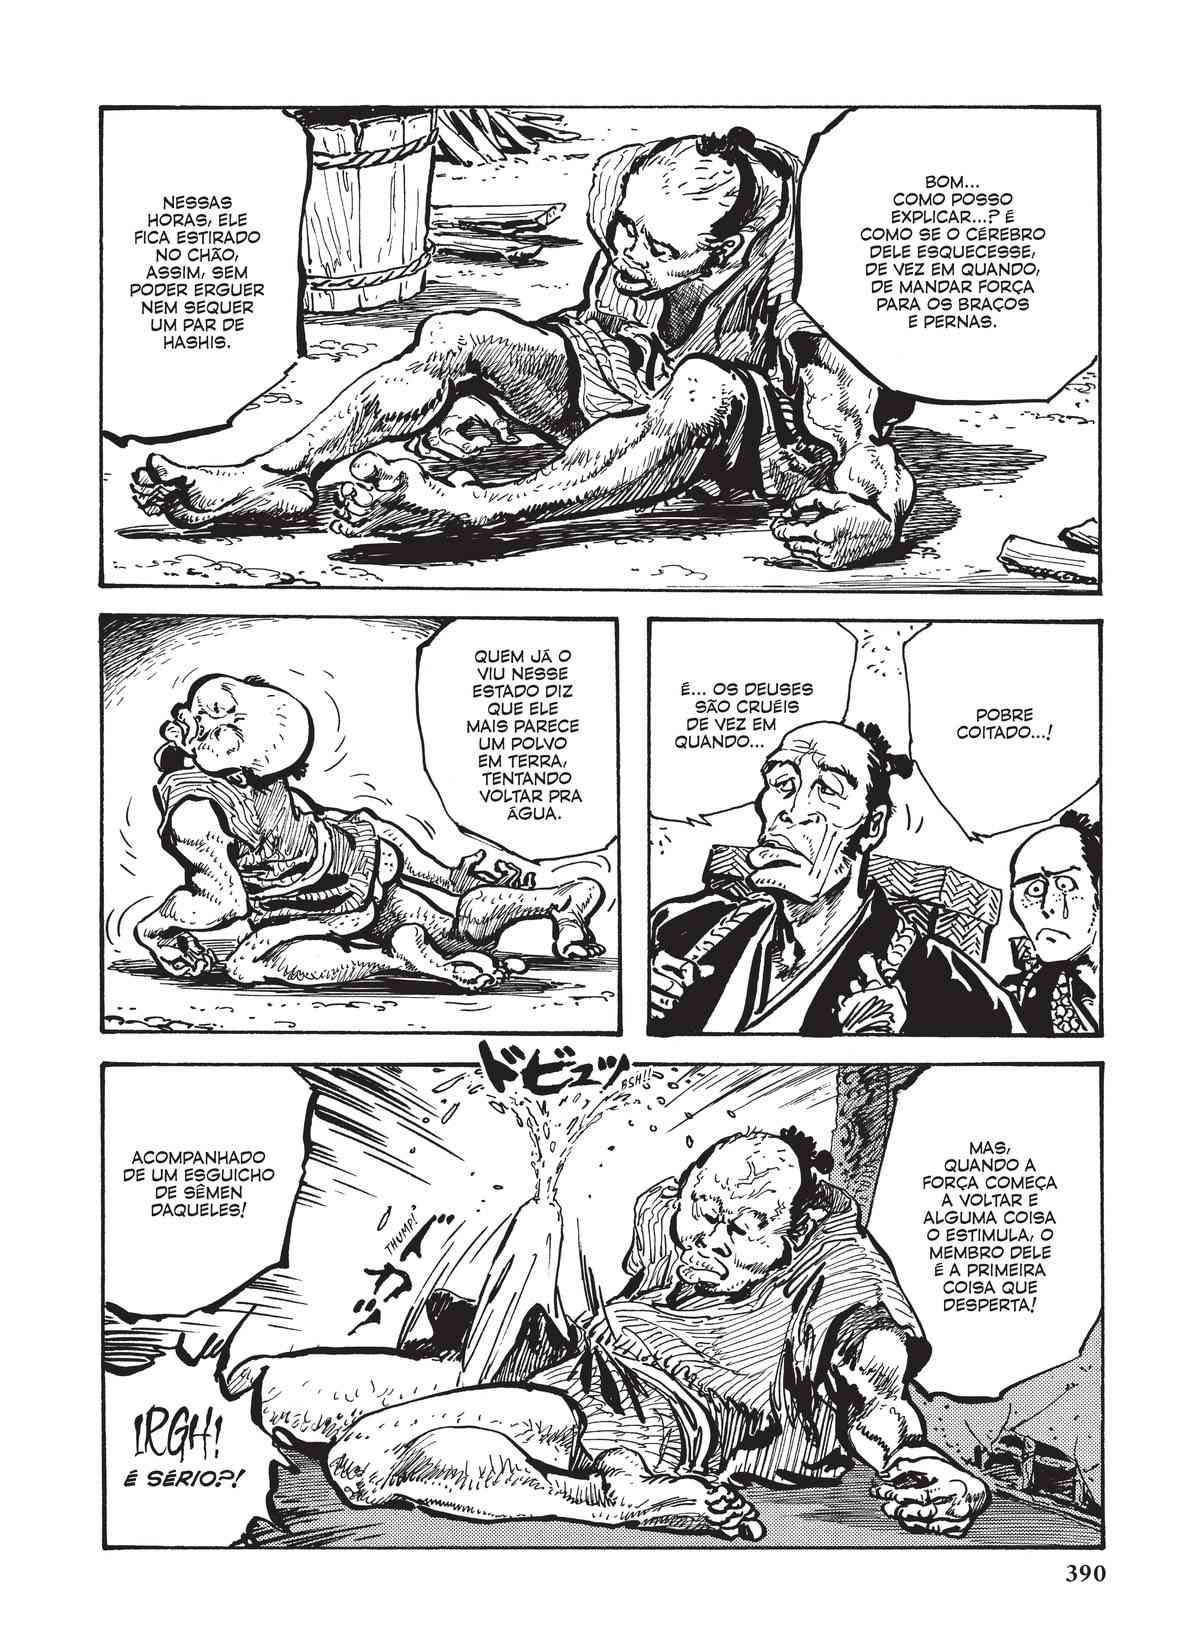 BOM...
COMO POSSO
EXPLICAR...? É
COMO SE O CÉREBRO
DELE ESQUECESSE,
DE VEZ EM QUANDO,
DE MANDAR FORÇA
PARA OS BRAÇOS
E PERNAS.
NESSAS
HORAS, ELE
FICA ESTIRADO
NO CHÃO,
ASSIM, SEM
PODER ERGUER
NEM SEQUER
UM PAR DE
HASHIS.
QUEM JÁ O
VIU NESSE
ESTADO DIZ
QUE ELE
MAIS PARECE
UM POLVO
EM TERRA,
TENTANDO
VOLTAR PRA
ÁGUA.
POBRE
COITADO...!
É... OS DEUSES
SÃO CRUÉIS
DE VEZ EM
QUANDO...
MAS,
QUANDO A
FORÇA COMEÇA
A VOLTAR E
ALGUMA COISA
O ESTIMULA, O
MEMBRO DELE
É A PRIMEIRA
COISA QUE
DESPERTA!
ドビュッ
BSH!!
THUMP!
ガバ
ACOMPANHADO
DE UM ESGUICHO
DE SÊMEN
DAQUELES!
IRGH!
É SÉRIO?!
390